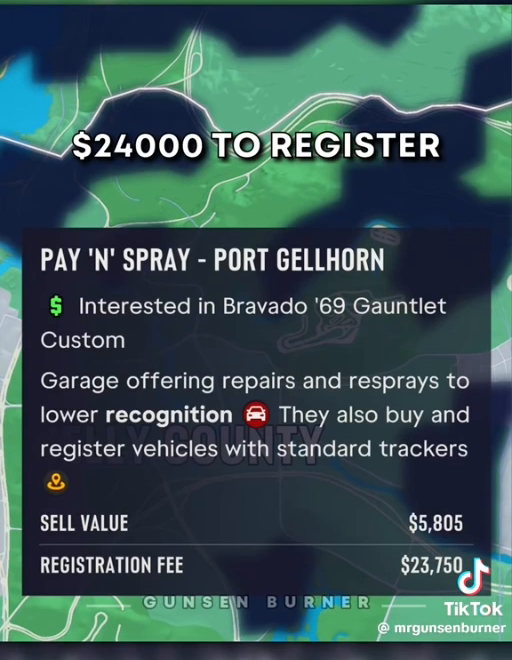 $24000 TO REGISTER
PAY 'N' SPRAY - PORT GELLHORN
$ Interested in Bravado '69 Gauntlet
Custom
Garage offering repairs and resprays to
lower recognition They also buy and
register vehicles with standard trackers
SELL VALUE $5,805
REGISTRATION FEE $23,750
GUNSEN BURNER
TikTok
@ mrgunsenburner